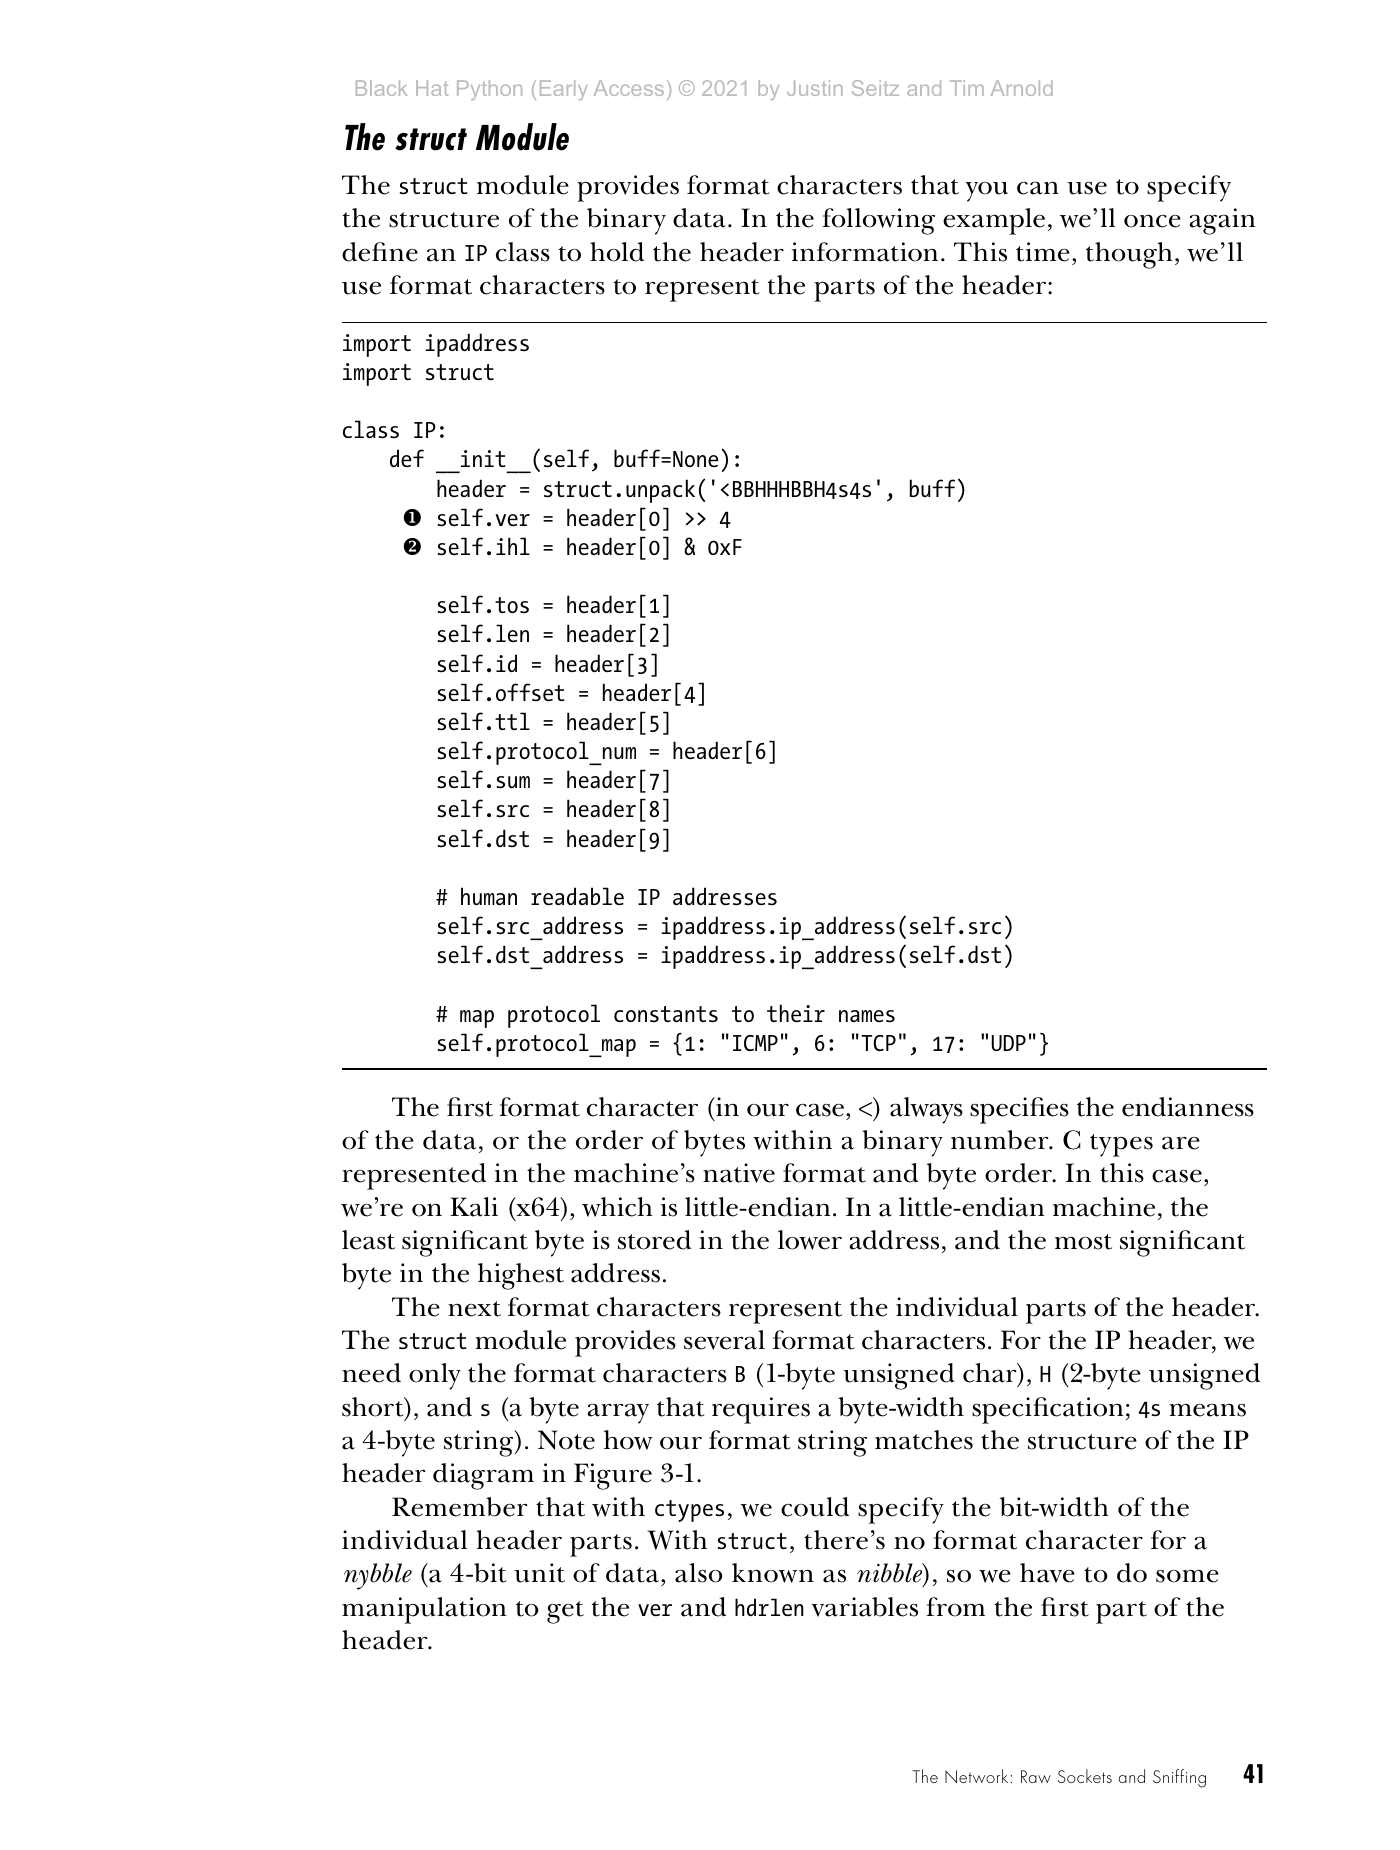 Black Hat Python (Early Access) © 2021 by Justin Seitz and Tim Arnold
The struct Module
The struct module provides format characters that you can use to specify
the structure of the binary data. In the following example, we’ll once again
define an IP class to hold the header information. This time, though, we’ll
use format characters to represent the parts of the header:
import ipaddress
import struct
class IP:
    def __init__(self, buff=None):
        header = struct.unpack('<BBHHHBBH4s4s', buff)
❶ self.ver = header[0] >> 4
❷ self.ihl = header[0] & 0xF
        self.tos = header[1]
        self.len = header[2]
        self.id = header[3]
        self.offset = header[4]
        self.ttl = header[5]
        self.protocol_num = header[6]
        self.sum = header[7]
        self.src = header[8]
        self.dst = header[9]
        # human readable IP addresses
        self.src_address = ipaddress.ip_address(self.src)
        self.dst_address = ipaddress.ip_address(self.dst)
        # map protocol constants to their names
        self.protocol_map = {1: "ICMP", 6: "TCP", 17: "UDP"}
The first format character (in our case, <) always specifies the endianness
of the data, or the order of bytes within a binary number. C types are
represented in the machine’s native format and byte order. In this case,
we’re on Kali (x64), which is little-endian. In a little-endian machine, the
least significant byte is stored in the lower address, and the most significant
byte in the highest address.
The next format characters represent the individual parts of the header.
The struct module provides several format characters. For the IP header, we
need only the format characters B (1-byte unsigned char), H (2-byte unsigned
short), and s (a byte array that requires a byte-width specification; 4s means
a 4-byte string). Note how our format string matches the structure of the IP
header diagram in Figure 3-1.
Remember that with ctypes, we could specify the bit-width of the
individual header parts. With struct, there’s no format character for a
nybble (a 4-bit unit of data, also known as nibble), so we have to do some
manipulation to get the ver and hdrlen variables from the first part of the
header.
The Network: Raw Sockets and Sniffing 41